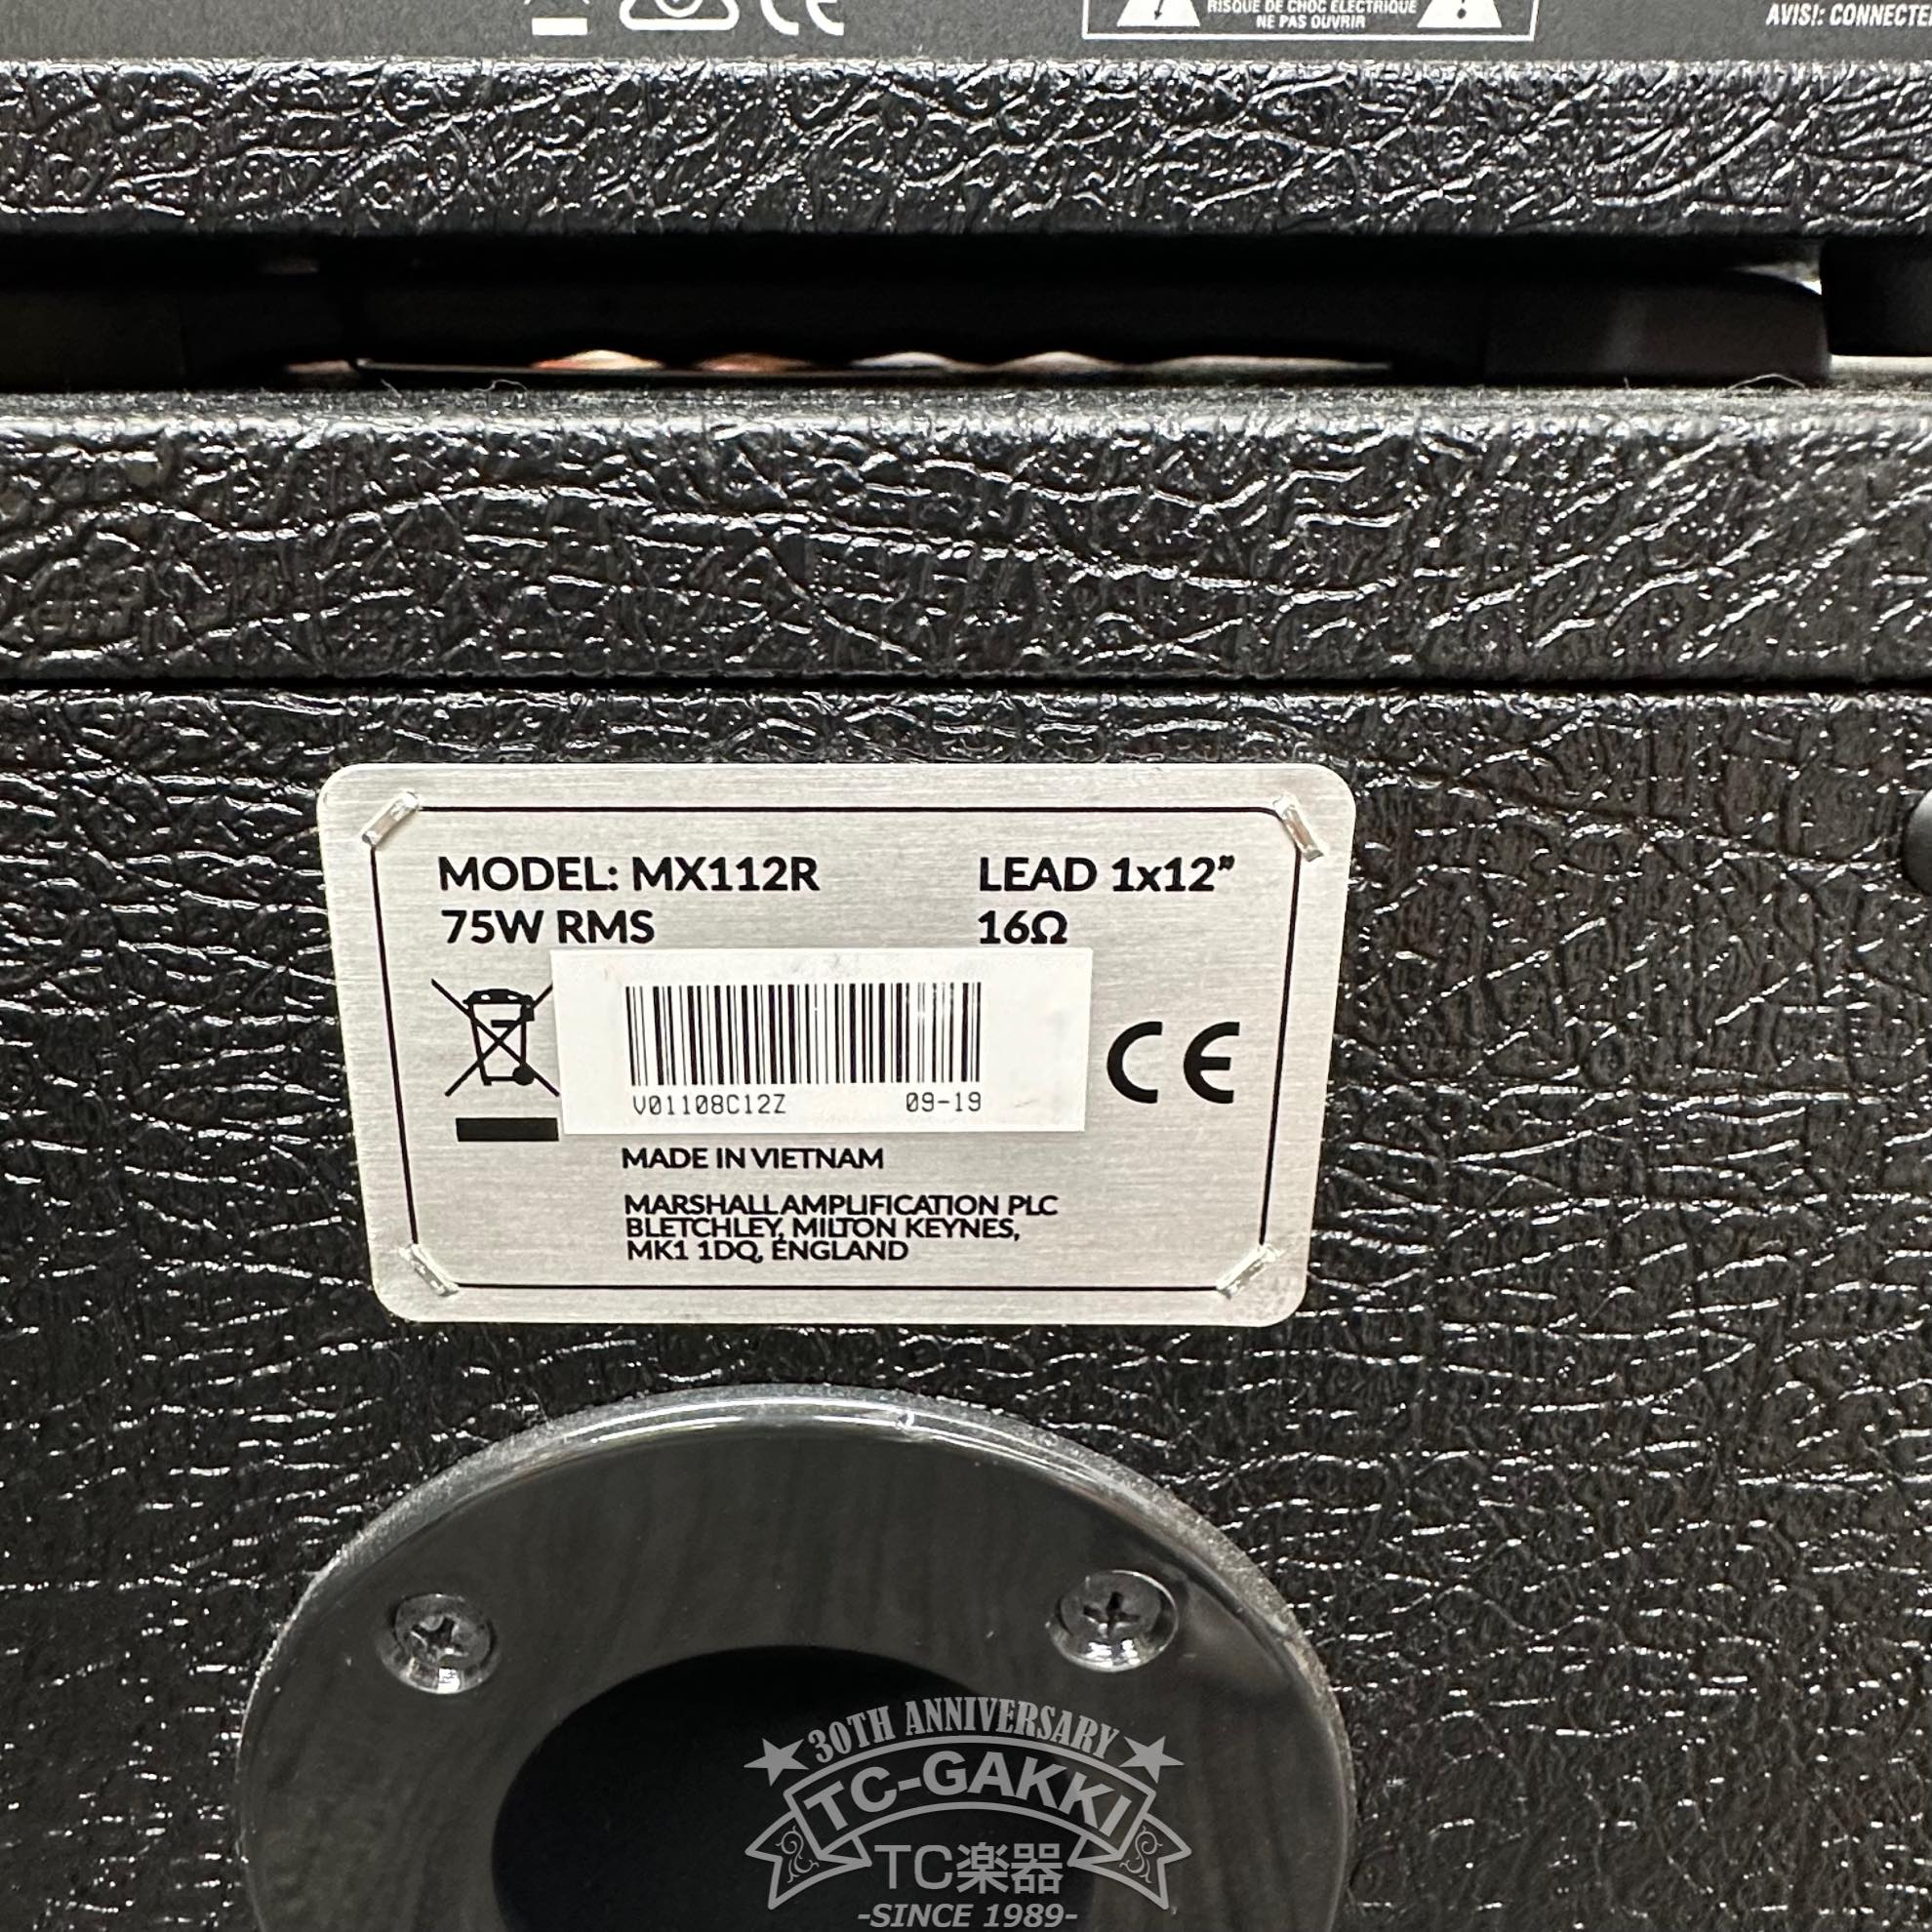 RISQUE DE CHOC ELECTRIQUE
NE PAS OUVRIR
AVIS!: CONNECTE
MODEL: MX112R
LEAD 1x12"
75W RMS
16Ω
V01108C12Z
09-19
CE
MADE IN VIETNAM
MARSHALL AMPLIFICATION PLC
BLETCHLEY, MILTON KEYNES,
MK1 1DQ, ENGLAND
30TH ANNIVERSARY
TC-GAKKI
TC楽器
-SINCE 1989-